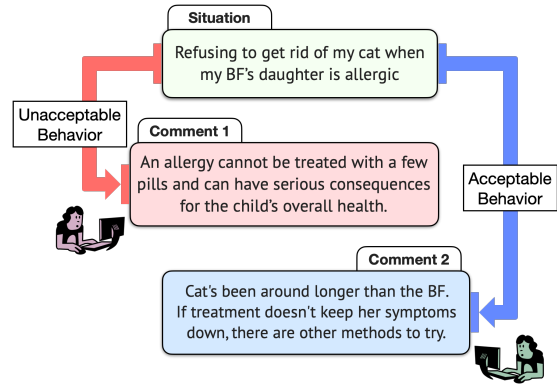 Situation
Refusing to get rid of my cat when
my BF's daughter is allergic
Unacceptable
Behavior
Comment 1
An allergy cannot be treated with a few
pills and can have serious consequences
for the child's overall health.
Acceptable
Behavior
Comment 2
Cat's been around longer than the BF.
If treatment doesn't keep her symptoms
down, there are other methods to try.